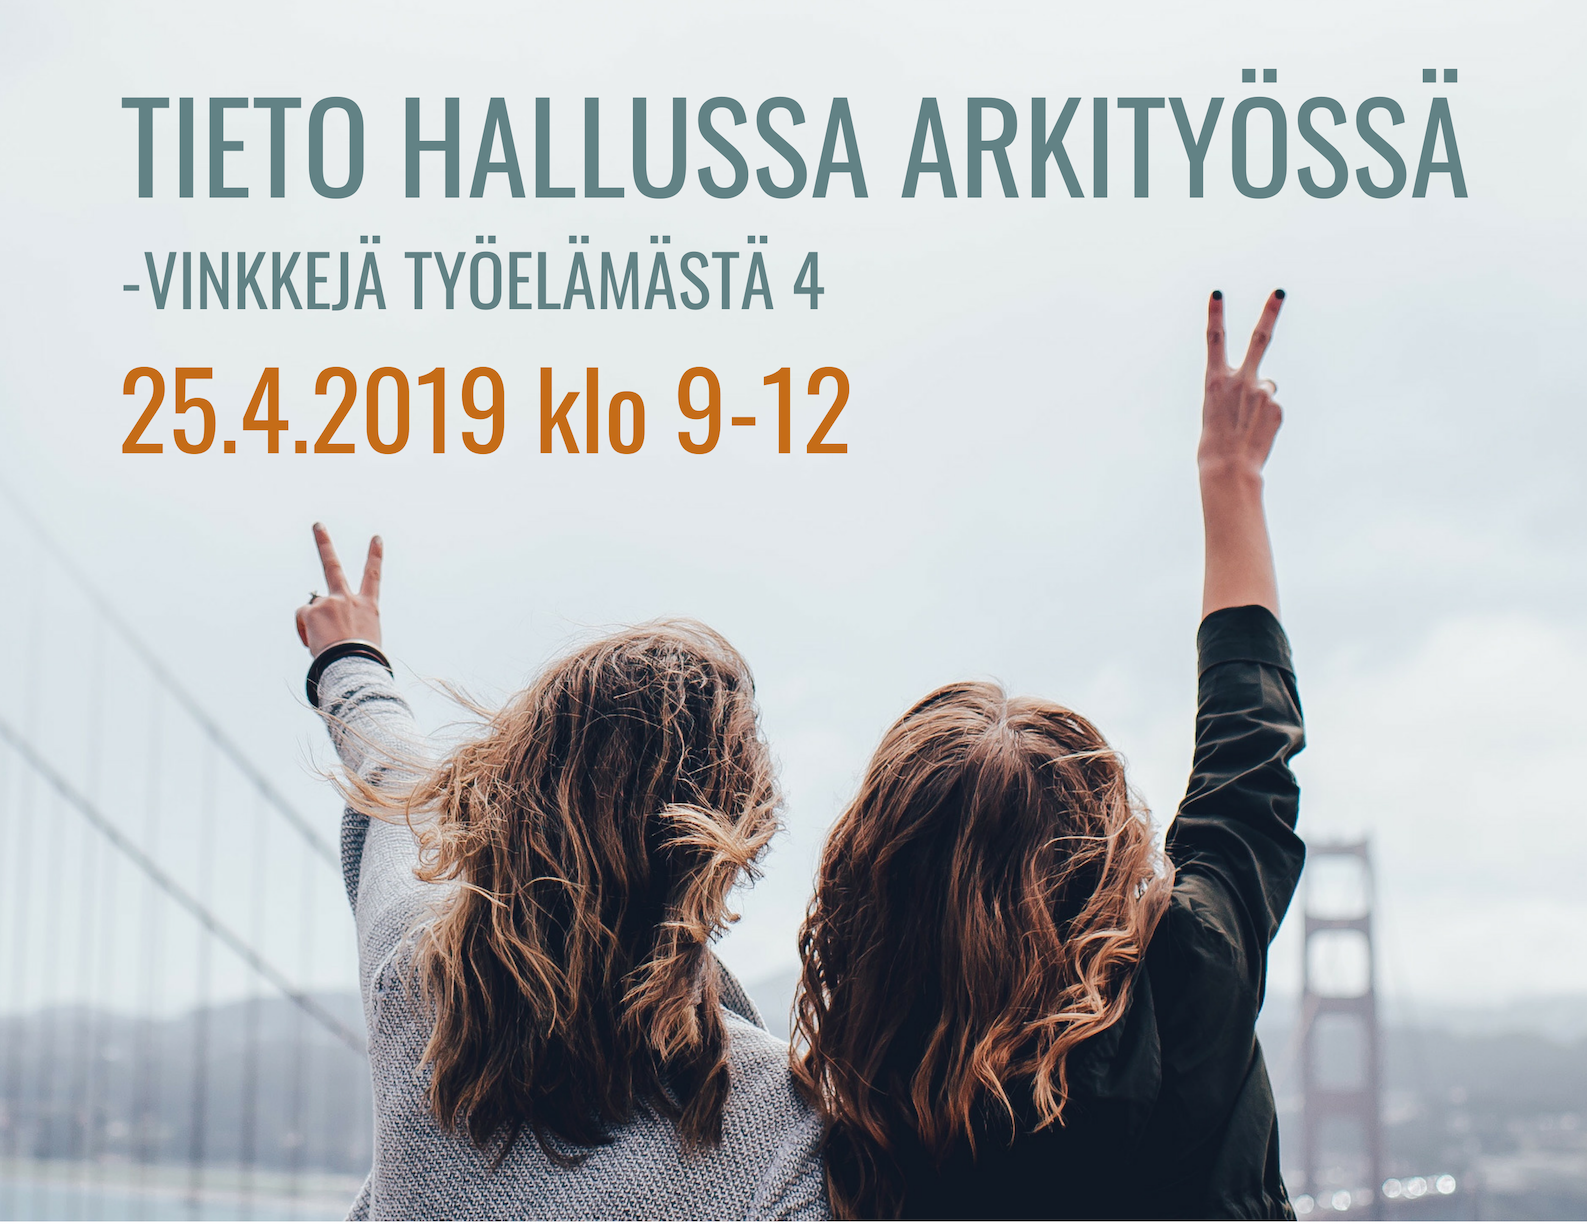 TIETO HALLUSSA ARKITYÖSSÄ
-VINKKEJÄ TYÖELÄMÄSTÄ 4
25.4.2019 klo 9-12